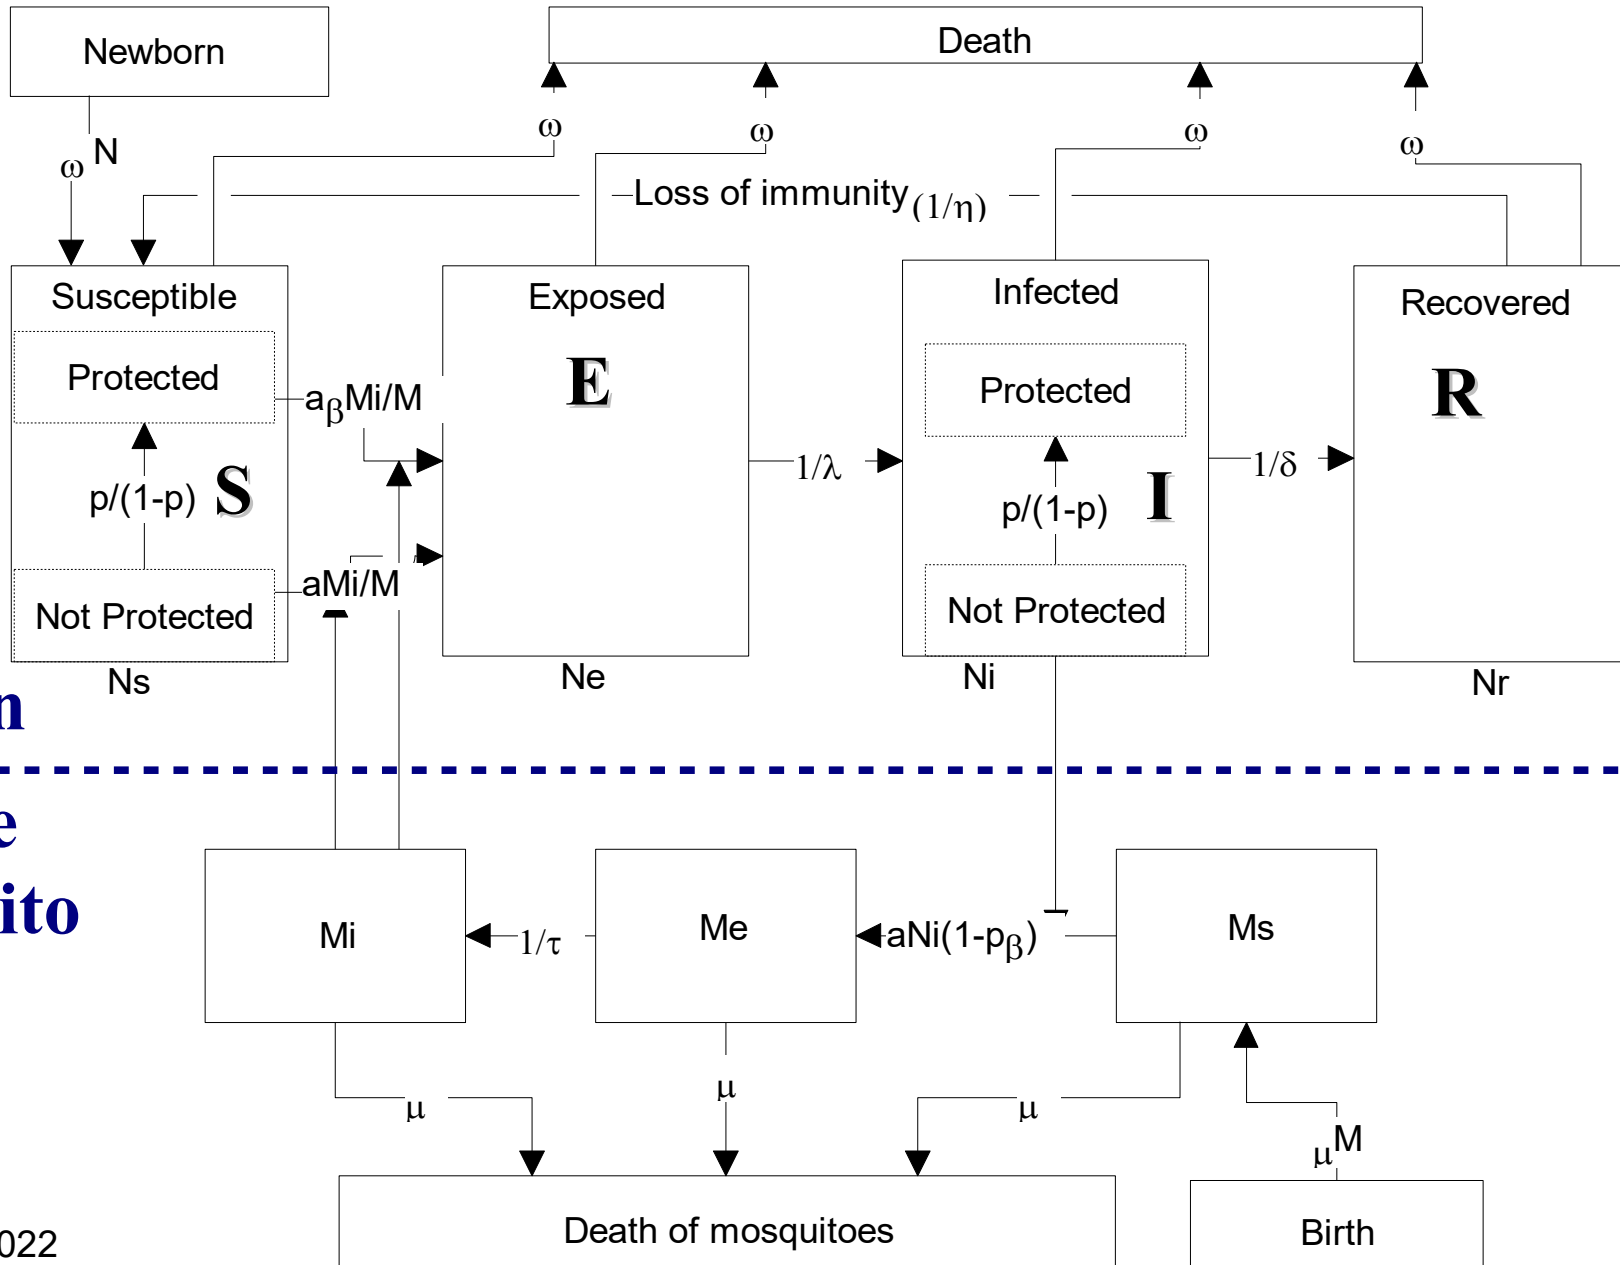 Newborn
Death
N
ω
ω
ω
ω
ω
Loss of immunity (1/η)
Susceptible
Exposed
Infected
Recovered
Protected
E
Protected
R
aβMi/M
p/(1-p)
S
1/λ
p/(1-p)
I
1/δ
aMi/M
Not Protected
Not Protected
Ns
Ne
Ni
Nr
n
e
ito
Mi
1/τ
Me
aNi(1-pβ)
Ms
μ
μ
μ
μM
Death of mosquitoes
Birth
022